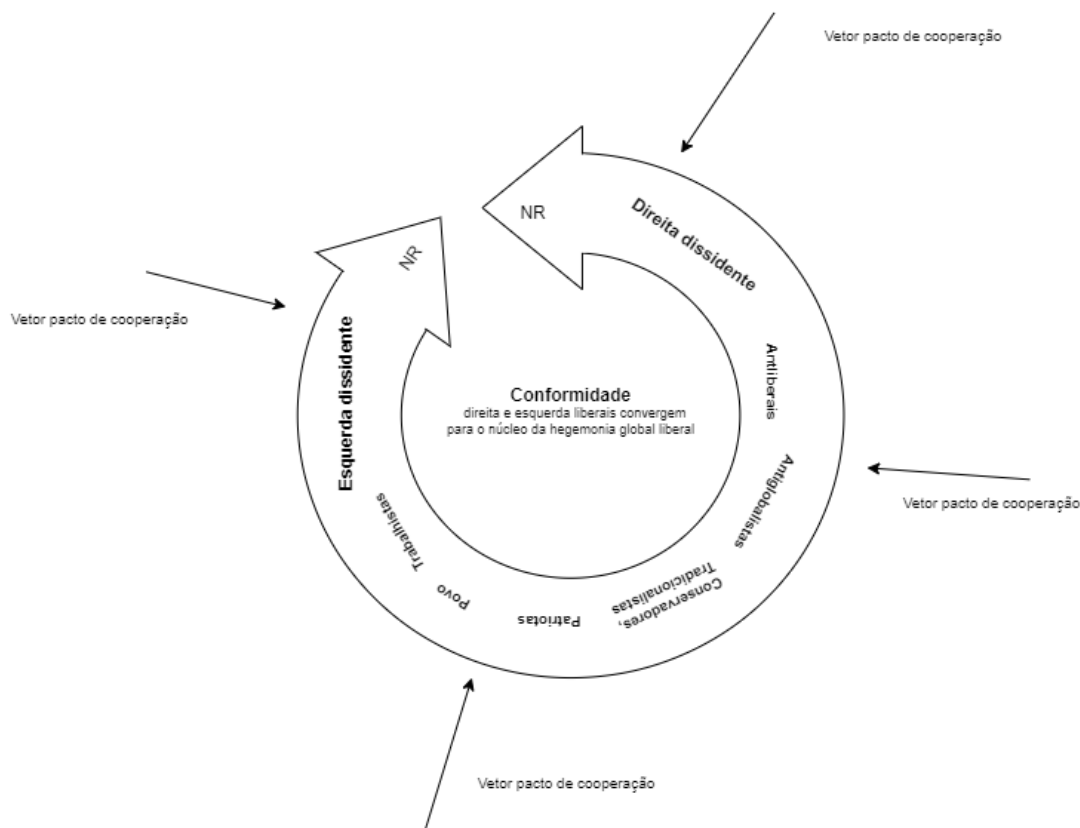 Vetor pacto de cooperação
NR
Direita dissidente
NR
Vetor pacto de cooperação
Esquerda dissidente
Antiliberais
Conformidade
direita e esquerda liberais convergem
para o núcleo da hegemonia global liberal
Antiglobalistas
Vetor pacto de cooperação
Trabalhistas
Conservadores,
Tradicionalistas
Povo
Patriotas
Vetor pacto de cooperação